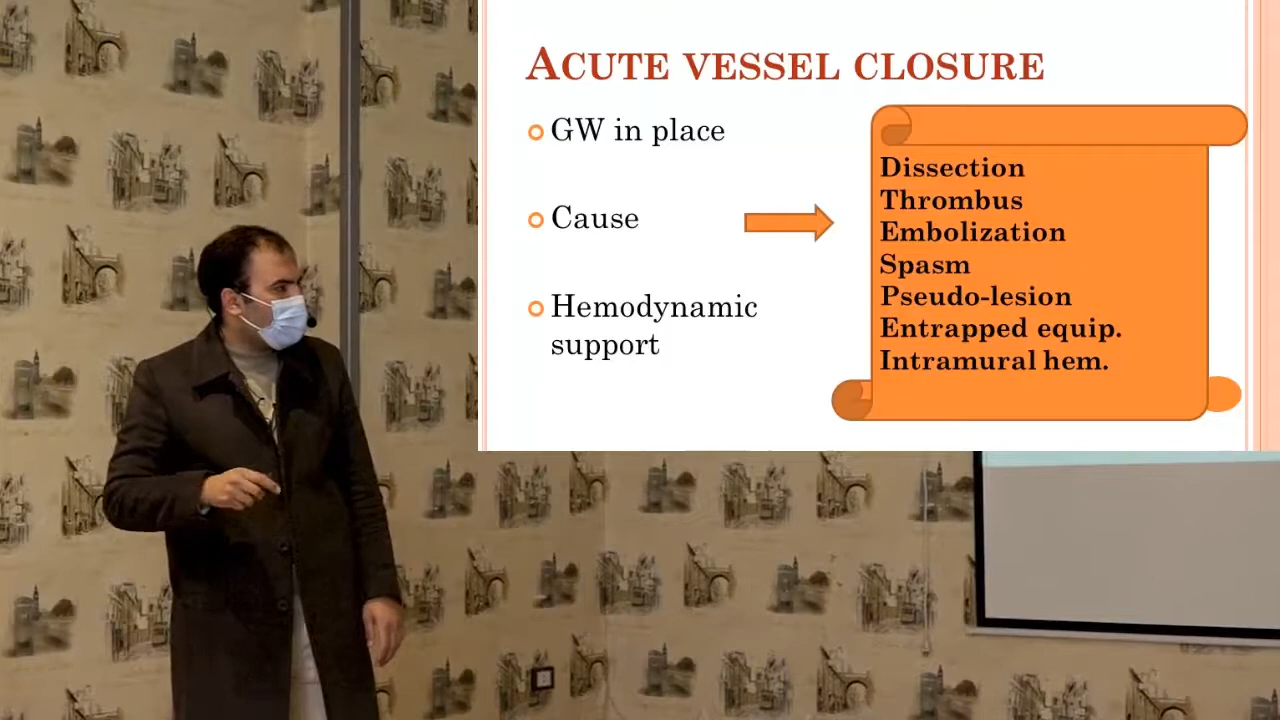 ACUTE VESSEL CLOSURE
GW in place
Cause
Hemodynamic
support
Dissection
Thrombus
Embolization
Spasm
Pseudo-lesion
Entrapped equip.
Intramural hem.